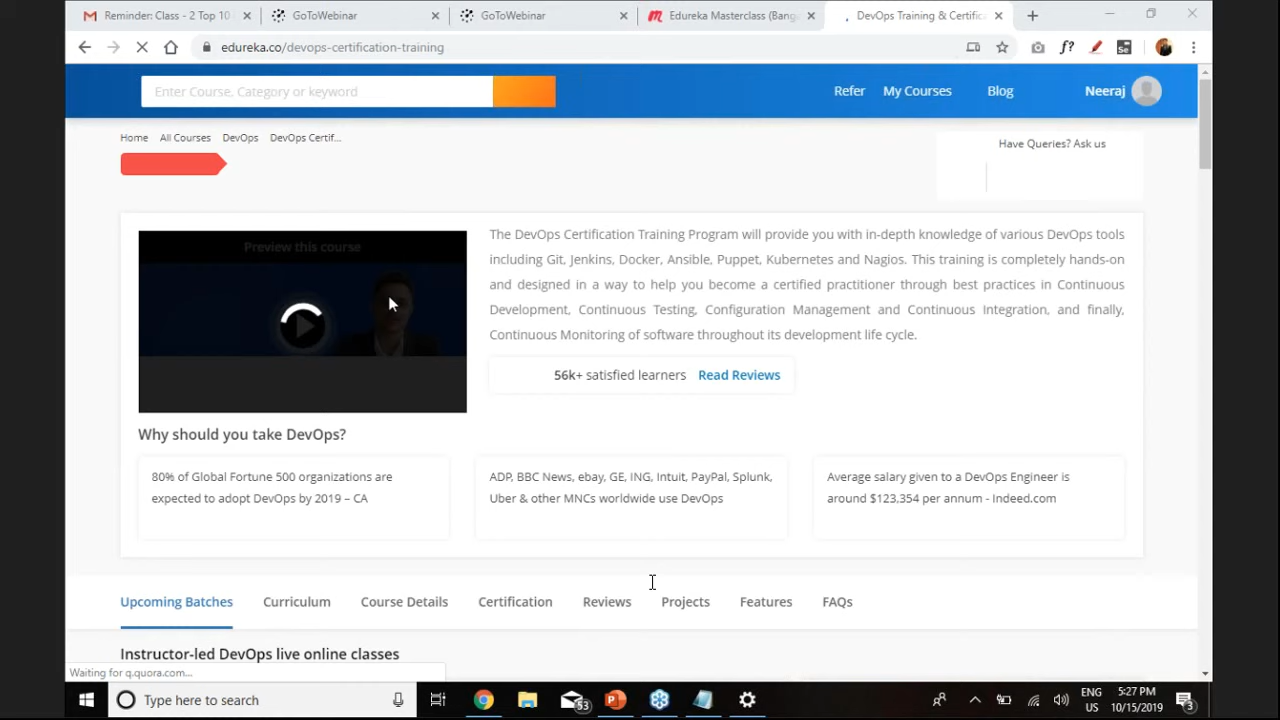 Reminder: Class - 2 Top 10
GoToWebinar
GoToWebinar
Edureka Masterclass (Bang
DevOps Training & Certific
edureka.co/devops-certification-training
f?
Se
Enter Course, Category or keyword
Refer
My Courses
Blog
Neeraj
Home
All Courses
DevOps
DevOps Certif...
Have Queries? Ask us
Preview this course
The DevOps Certification Training Program will provide you with in-depth knowledge of various DevOps tools
including Git, Jenkins, Docker, Ansible, Puppet, Kubernetes and Nagios. This training is completely hands-on
and designed in a way to help you become a certified practitioner through best practices in Continuous
Development, Continuous Testing, Configuration Management and Continuous Integration, and finally,
Continuous Monitoring of software throughout its development life cycle.
56k+ satisfied learners Read Reviews
Why should you take DevOps?
80% of Global Fortune 500 organizations are
expected to adopt DevOps by 2019 – CA
ADP, BBC News, ebay, GE, ING, Intuit, PayPal, Splunk,
Uber & other MNCs worldwide use DevOps
Average salary given to a DevOps Engineer is
around $123,354 per annum - Indeed.com
Upcoming Batches
Curriculum
Course Details
Certification
Reviews
Projects
Features
FAQs
Instructor-led DevOps live online classes
Waiting for q.quora.com...
Type here to search
53
ENG
US
5:27 PM
10/15/2019
3